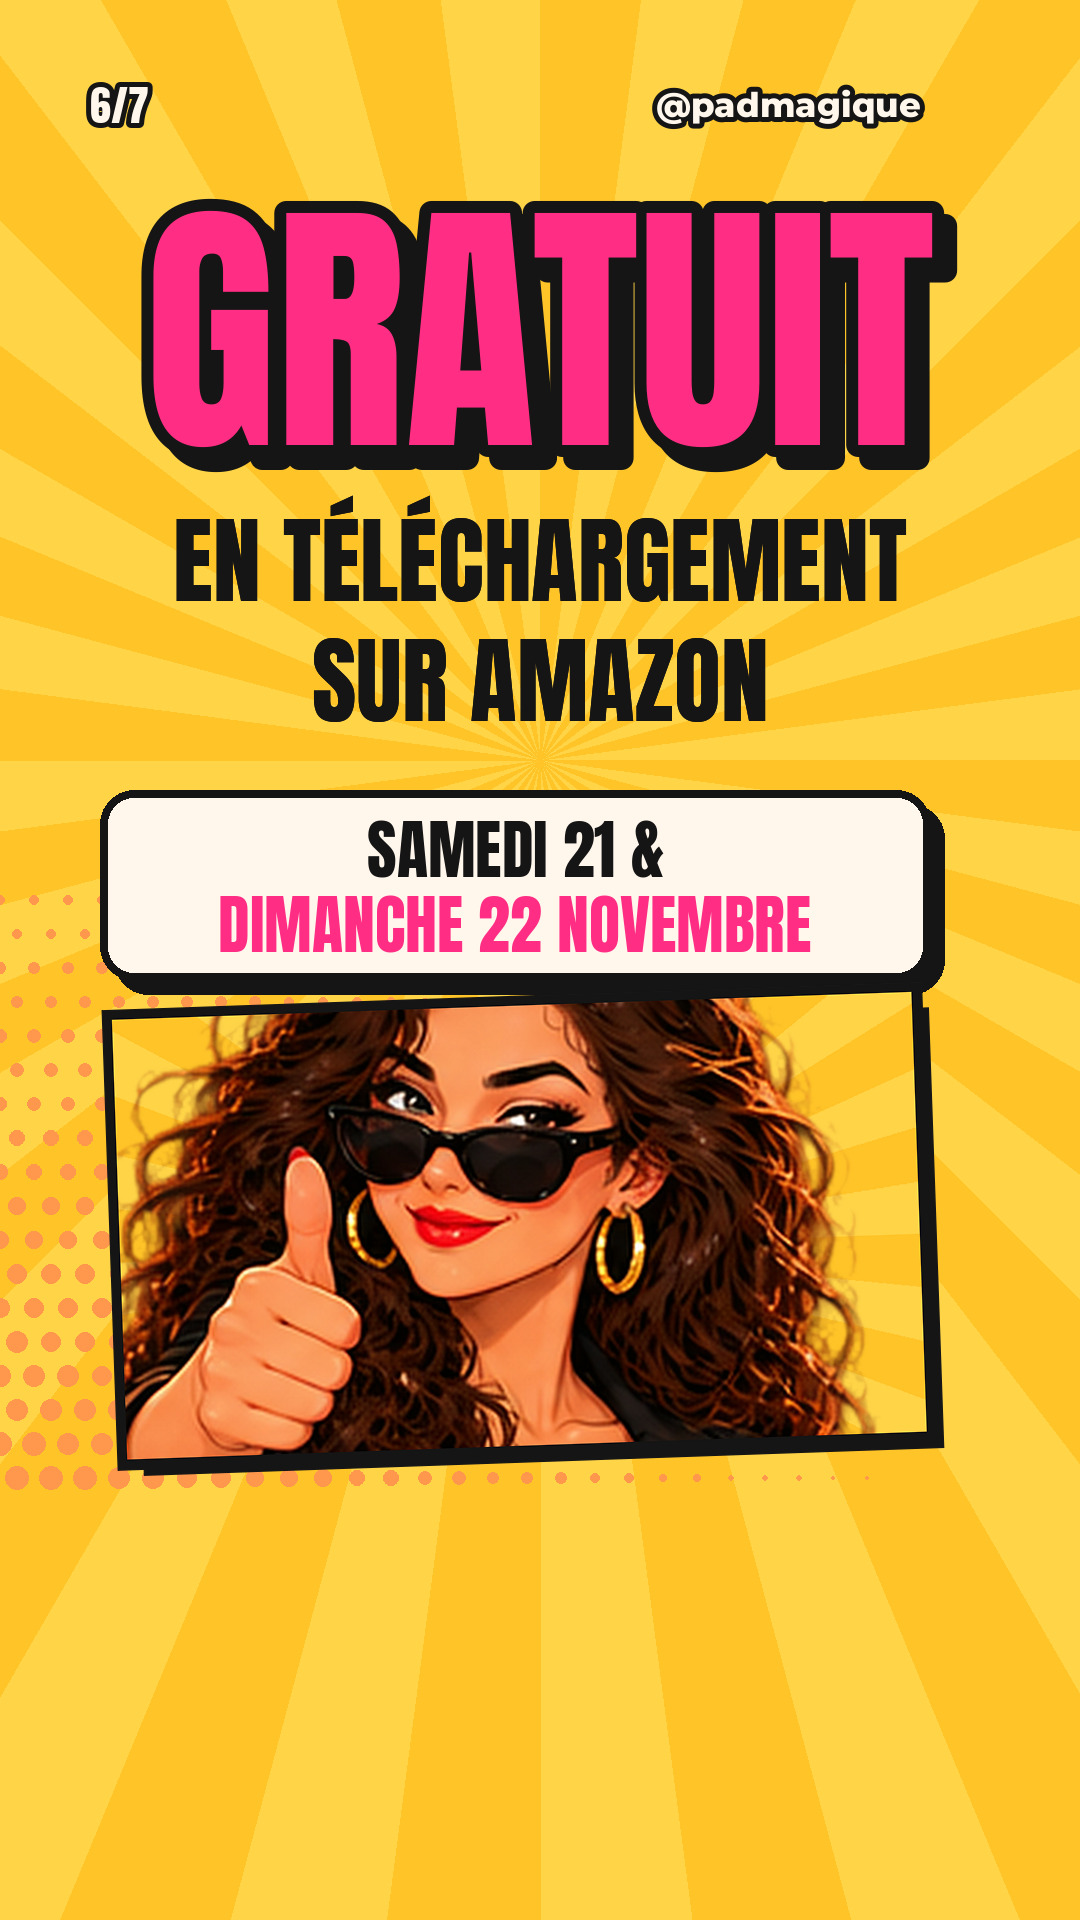 6/7
@padmagique
GRATUIT
EN TÉLÉCHARGEMENT
SUR AMAZON
SAMEDI 21 &
DIMANCHE 22 NOVEMBRE